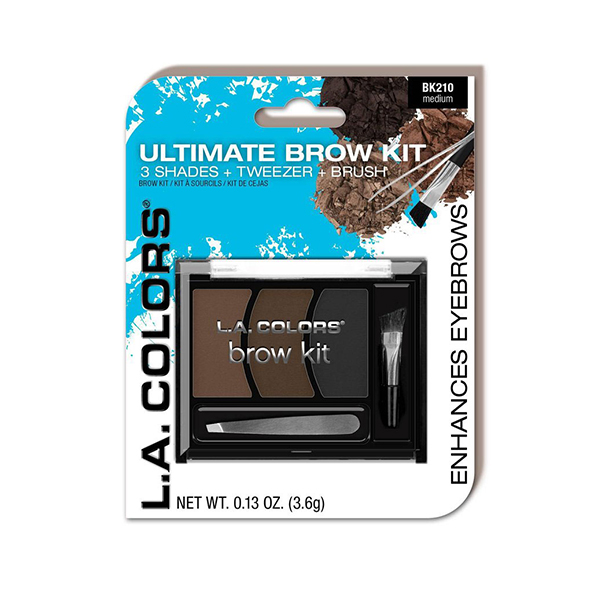 BK210
medium
ULTIMATE BROW KIT
3 SHADES + TWEEZER + BRUSH
BROW KIT / KIT À SOURCILS / KIT DE CEJAS
L.A. COLORS®
L.A. COLORS®
brow kit
ENHANCES EYEBROWS
NET WT. 0.13 OZ. (3.6g)